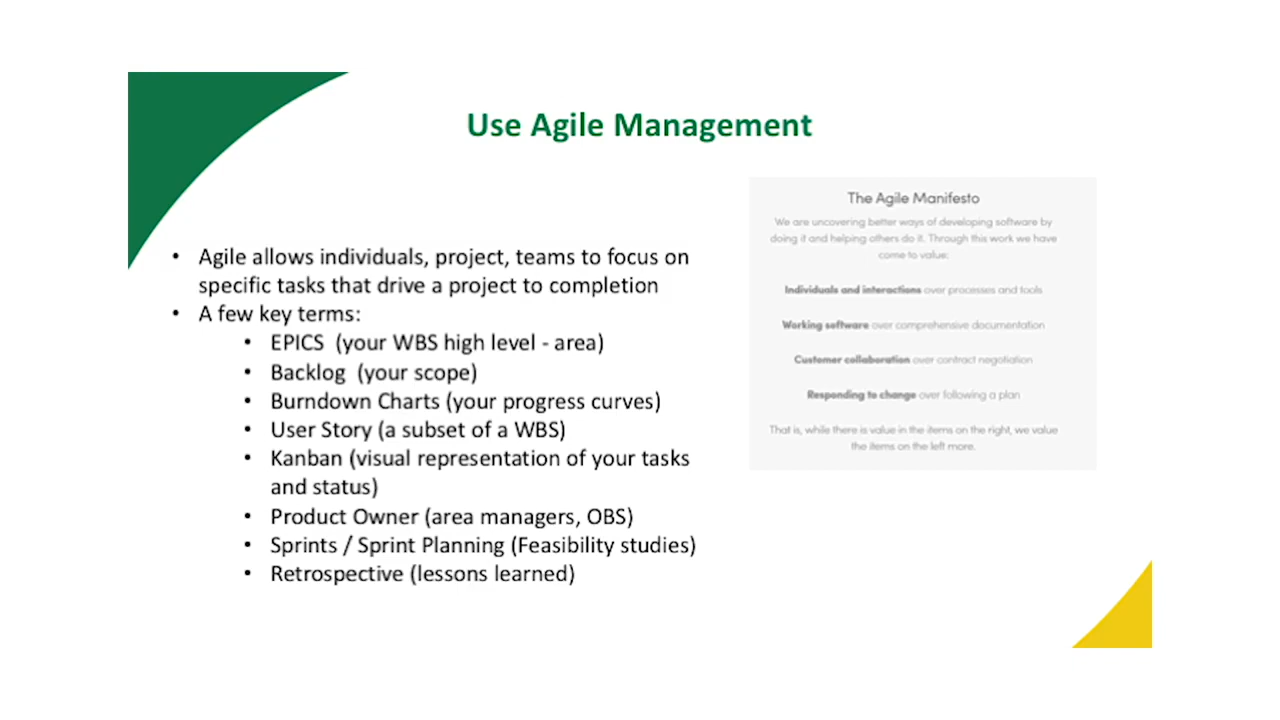 Use Agile Management
• Agile allows individuals, project, teams to focus on
specific tasks that drive a project to completion
• A few key terms:
• EPICS (your WBS high level - area)
• Backlog (your scope)
• Burndown Charts (your progress curves)
• User Story (a subset of a WBS)
• Kanban (visual representation of your tasks
and status)
• Product Owner (area managers, OBS)
• Sprints / Sprint Planning (Feasibility studies)
• Retrospective (lessons learned)
The Agile Manifesto
We are uncovering better ways of developing software by
doing it and helping others do it. Through this work we have
come to value:
Individuals and interactions over processes and tools
Working software over comprehensive documentation
Customer collaboration over contract negotiation
Responding to change over following a plan
That is, while there is value in the items on the right, we value
the items on the left more.